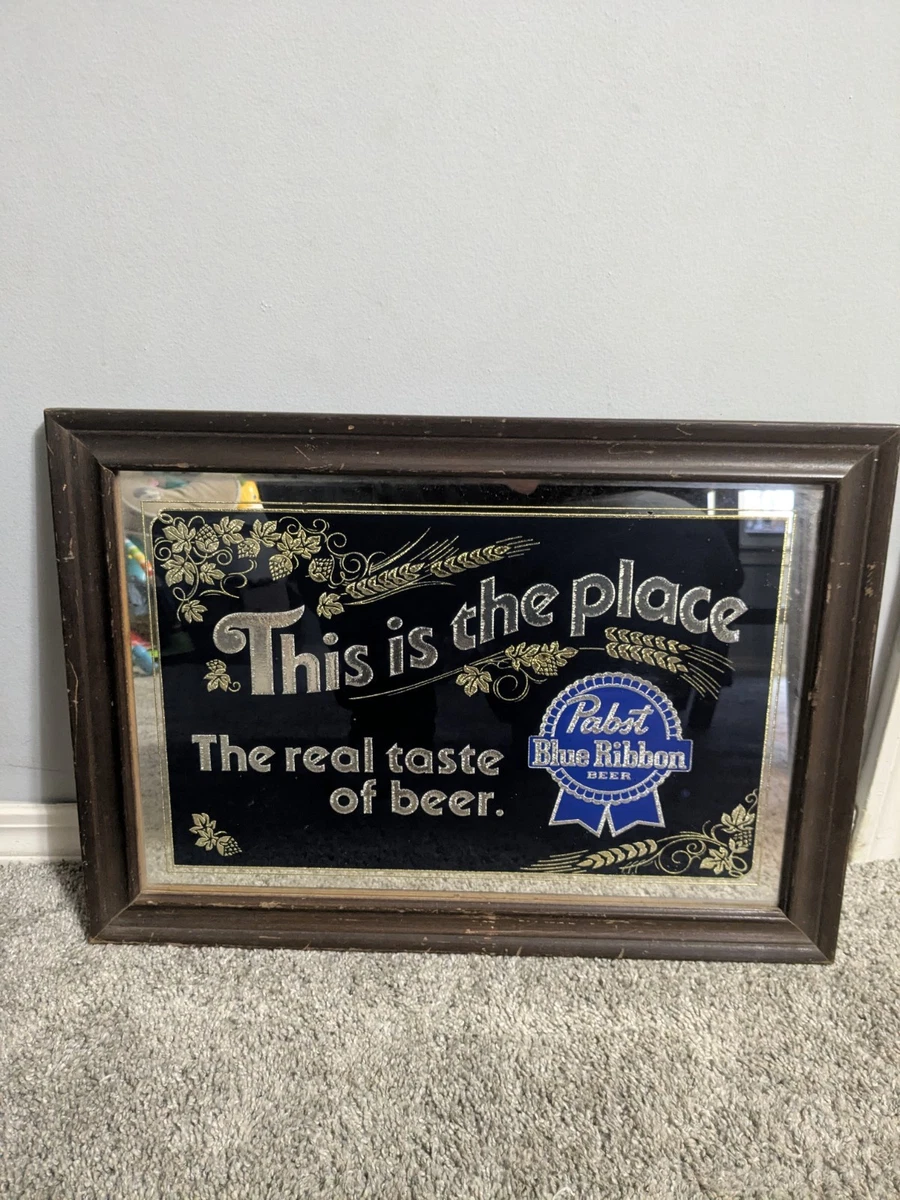 This is the place
The real taste
of beer.
Pabst
Blue Ribbon
BEER